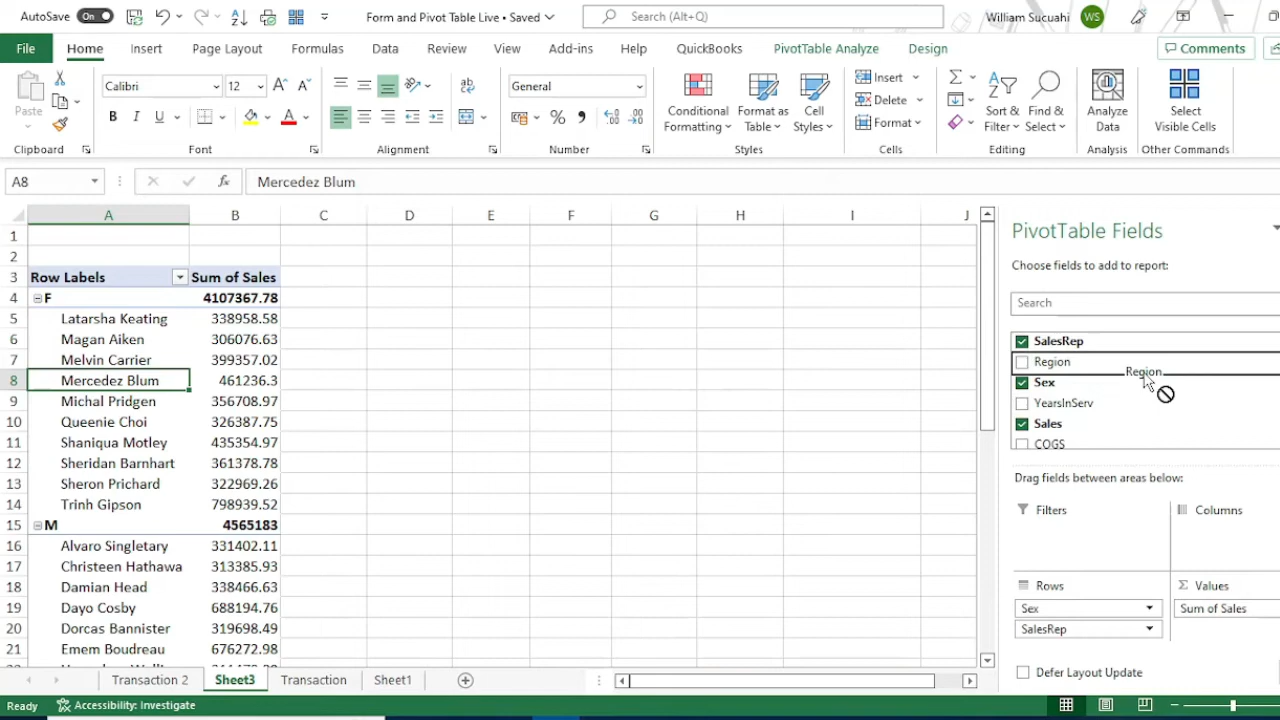 AutoSave On Form and Pivot Table Live • Saved Search (Alt+Q) William Sucuahi WS
File Home Insert Page Layout Formulas Data Review View Add-ins Help QuickBooks PivotTable Analyze Design Comments
Paste
Clipboard
Calibri 12
B I U
Font
Alignment
General
Number
Conditional Formatting
Format as Table
Cell Styles
Styles
Insert
Delete
Format
Cells
Sort & Filter
Find & Select
Editing
Analyze Data
Analysis
Select Visible Cells
Other Commands
A8 fx Mercedez Blum
A B C D E F G H I J
1
2
3 Row Labels Sum of Sales
4 F 4107367.78
5 Latarsha Keating 338958.58
6 Magan Aiken 306076.63
7 Melvin Carrier 399357.02
8 Mercedez Blum 461236.3
9 Michal Pridgen 356708.97
10 Queenie Choi 326387.75
11 Shaniqua Motley 435354.97
12 Sheridan Barnhart 361378.78
13 Sheron Prichard 322969.26
14 Trinh Gipson 798939.52
15 M 4565183
16 Alvaro Singletary 331402.11
17 Christeen Hathawa 313385.93
18 Damian Head 338466.63
19 Dayo Cosby 688194.76
20 Dorcas Bannister 319698.49
21 Emem Boudreau 676272.98
PivotTable Fields
Choose fields to add to report:
Search
SalesRep
Region
Region
Sex
YearsInServ
Sales
COGS
Drag fields between areas below:
Filters
Columns
Rows
Values
Sex
SalesRep
Sum of Sales
Defer Layout Update
Transaction 2 Sheet3 Transaction Sheet1
Ready Accessibility: Investigate